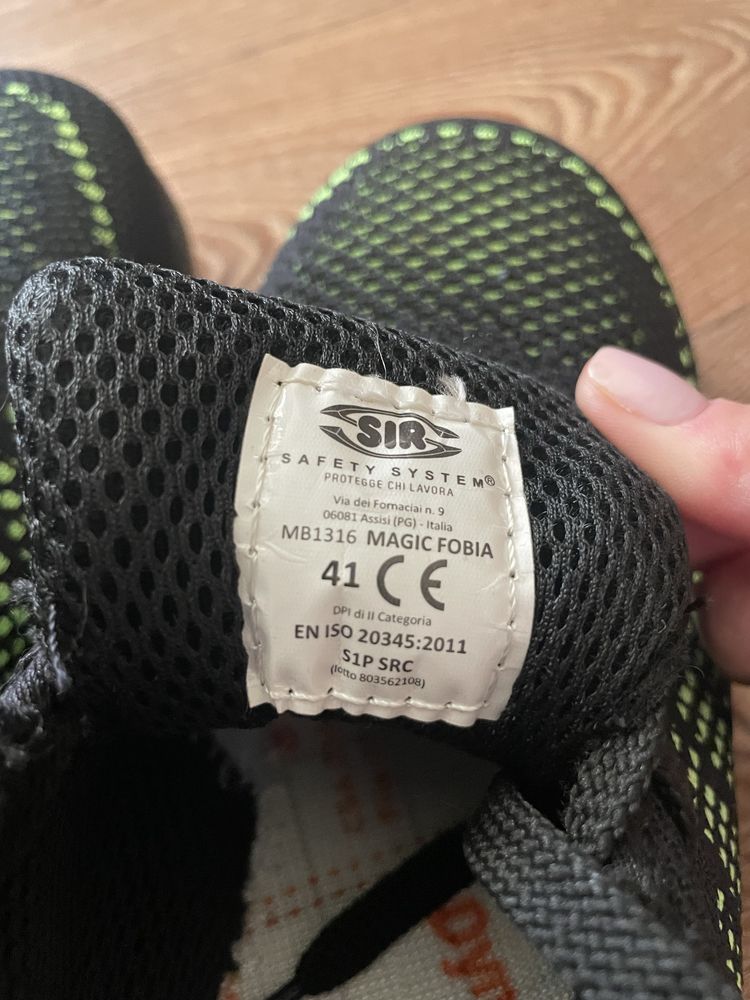 SIR
SAFETY SYSTEM®
PROTEGGE CHI LAVORA
Via dei Fornaciai n. 9
06081 Assisi (PG) - Italia
MB1316 MAGIC FOBIA
41 CE
DPI di II Categoria
EN ISO 20345:2011
S1P SRC
(lotto 803562108)